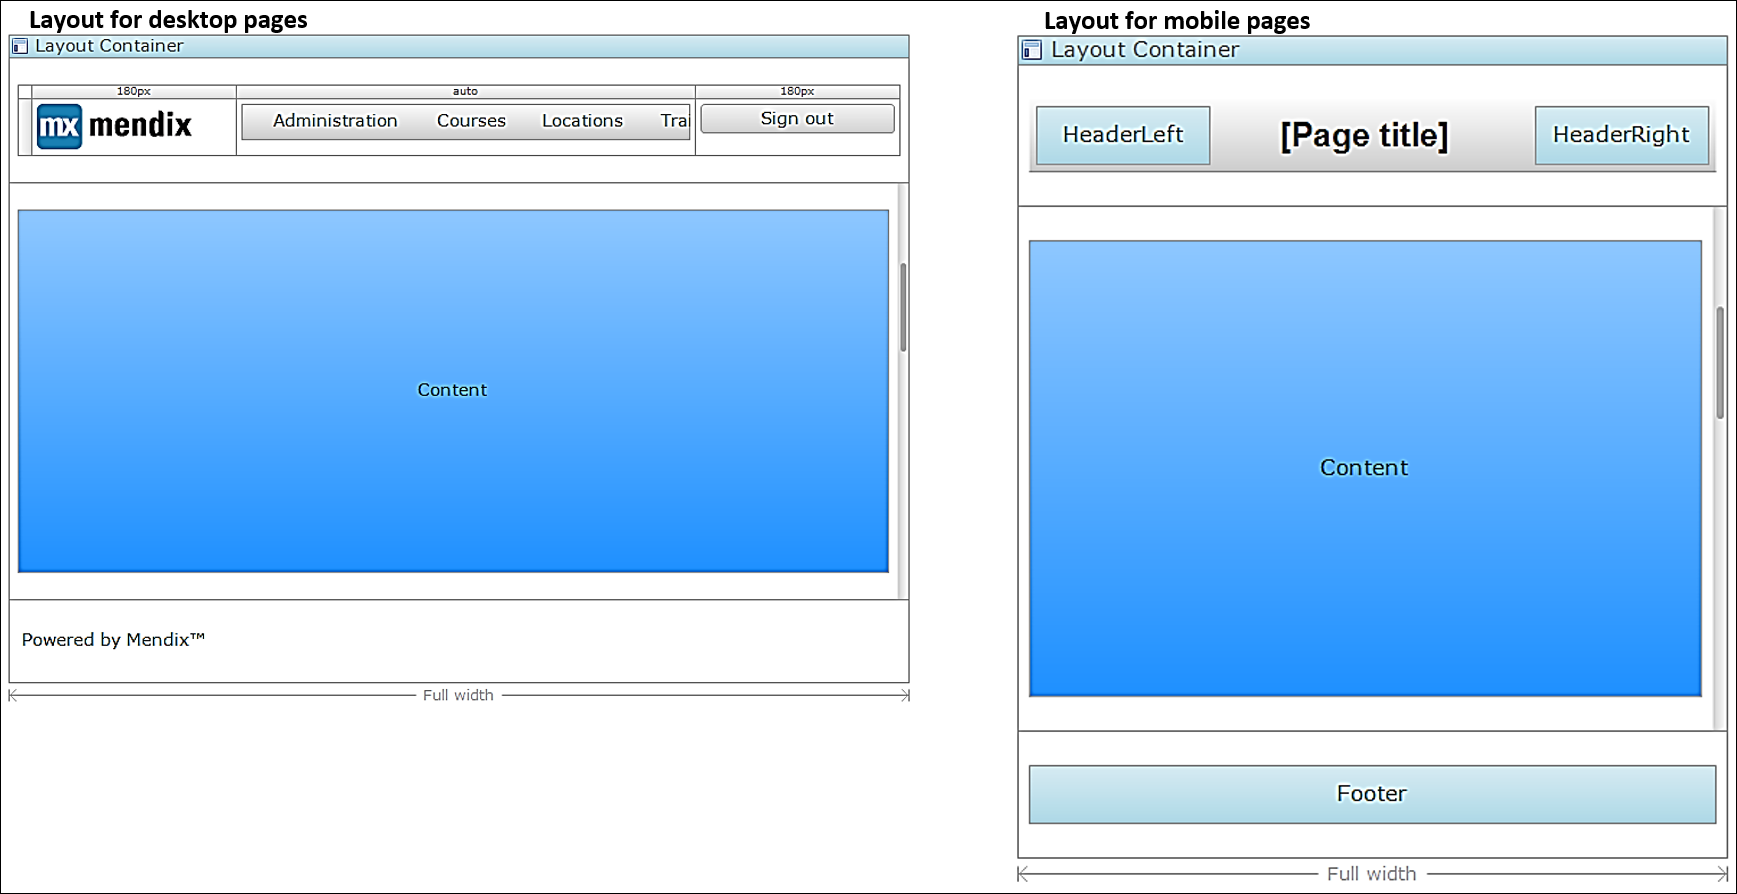 Layout for desktop pages
Layout Container
180px auto 180px
mx mendix Administration Courses Locations Trai Sign out
Content
Powered by Mendix™
Full width
Layout for mobile pages
Layout Container
HeaderLeft [Page title] HeaderRight
Content
Footer
Full width